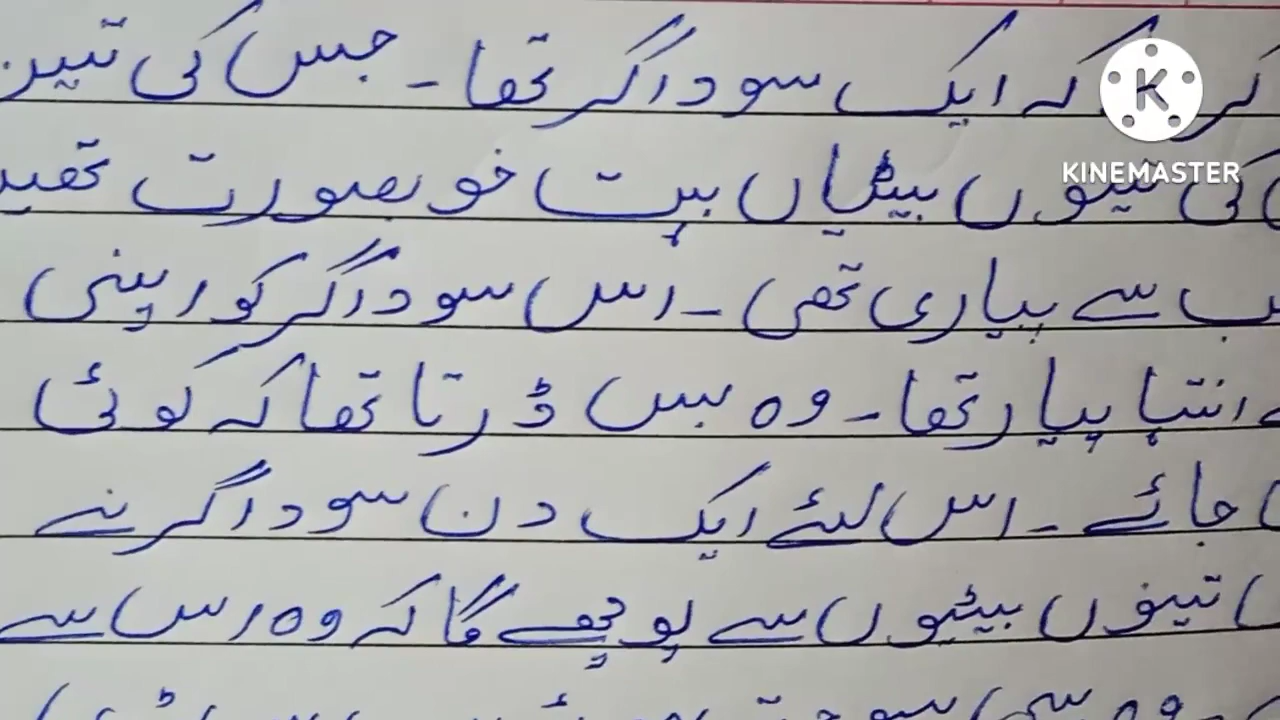 کہ ایک سوداگر تھا۔ جس کی تین
KINEMASTER
کی تینوں بیٹیاں بہت خوبصورت تھیں
سب سے پیاری تھی۔ اس سوداگر کو اپنی
انتہا پیار تھا۔ وہ بس ڈرتا تھا کہ کوئی
جائے۔ اس لئے ایک دن سوداگر نے
تینوں بیٹیوں سے پوچھے گا کہ وہ اس سے